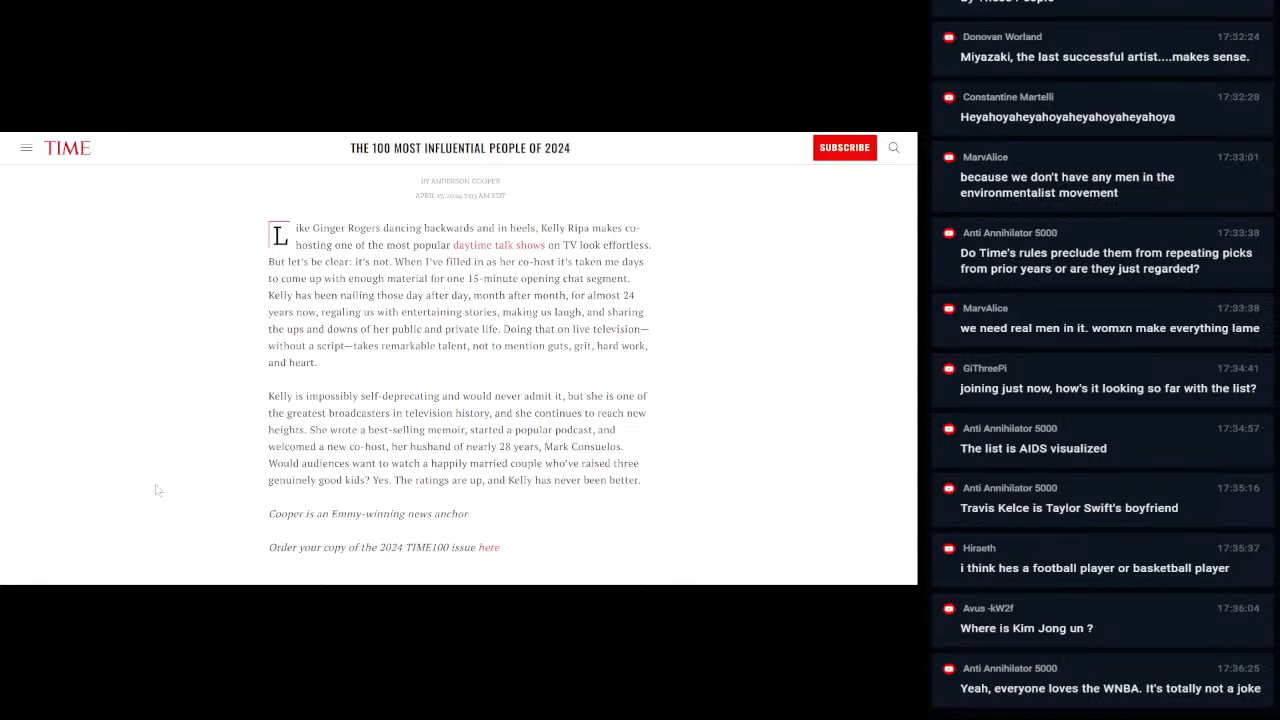 TIME
THE 100 MOST INFLUENTIAL PEOPLE OF 2024
SUBSCRIBE
BY ANDERSON COOPER
APRIL 17, 2024 7:03 AM EDT
Like Ginger Rogers dancing backwards and in heels, Kelly Ripa makes co-
hosting one of the most popular daytime talk shows on TV look effortless.
But let's be clear: it's not. When I've filled in as her co-host it's taken me days
to come up with enough material for one 15-minute opening chat segment.
Kelly has been nailing those day after day, month after month, for almost 24
years now, regaling us with entertaining stories, making us laugh, and sharing
the ups and downs of her public and private life. Doing that on live television—
without a script—takes remarkable talent, not to mention guts, grit, hard work,
and heart.
Kelly is impossibly self-deprecating and would never admit it, but she is one of
the greatest broadcasters in television history, and she continues to reach new
heights. She wrote a best-selling memoir, started a popular podcast, and
welcomed a new co-host, her husband of nearly 28 years, Mark Consuelos.
Would audiences want to watch a happily married couple who've raised three
genuinely good kids? Yes. The ratings are up, and Kelly has never been better.
Cooper is an Emmy-winning news anchor
Order your copy of the 2024 TIME100 issue here
Donovan Worland 17:32:24
Miyazaki, the last successful artist....makes sense.
Constantine Martelli 17:32:28
Heyahoyaheyahoyaheyahoyaheyahoya
MarvAlice 17:33:01
because we don't have any men in the
environmentalist movement
Anti Annihilator 5000 17:33:38
Do Time's rules preclude them from repeating picks
from prior years or are they just regarded?
MarvAlice 17:33:38
we need real men in it. womxn make everything lame
GiThreePi 17:34:41
joining just now, how's it looking so far with the list?
Anti Annihilator 5000 17:34:57
The list is AIDS visualized
Anti Annihilator 5000 17:35:16
Travis Kelce is Taylor Swift's boyfriend
Hiraeth 17:35:37
i think hes a football player or basketball player
Avus -kW2f 17:36:04
Where is Kim Jong un ?
Anti Annihilator 5000 17:36:25
Yeah, everyone loves the WNBA. It's totally not a joke